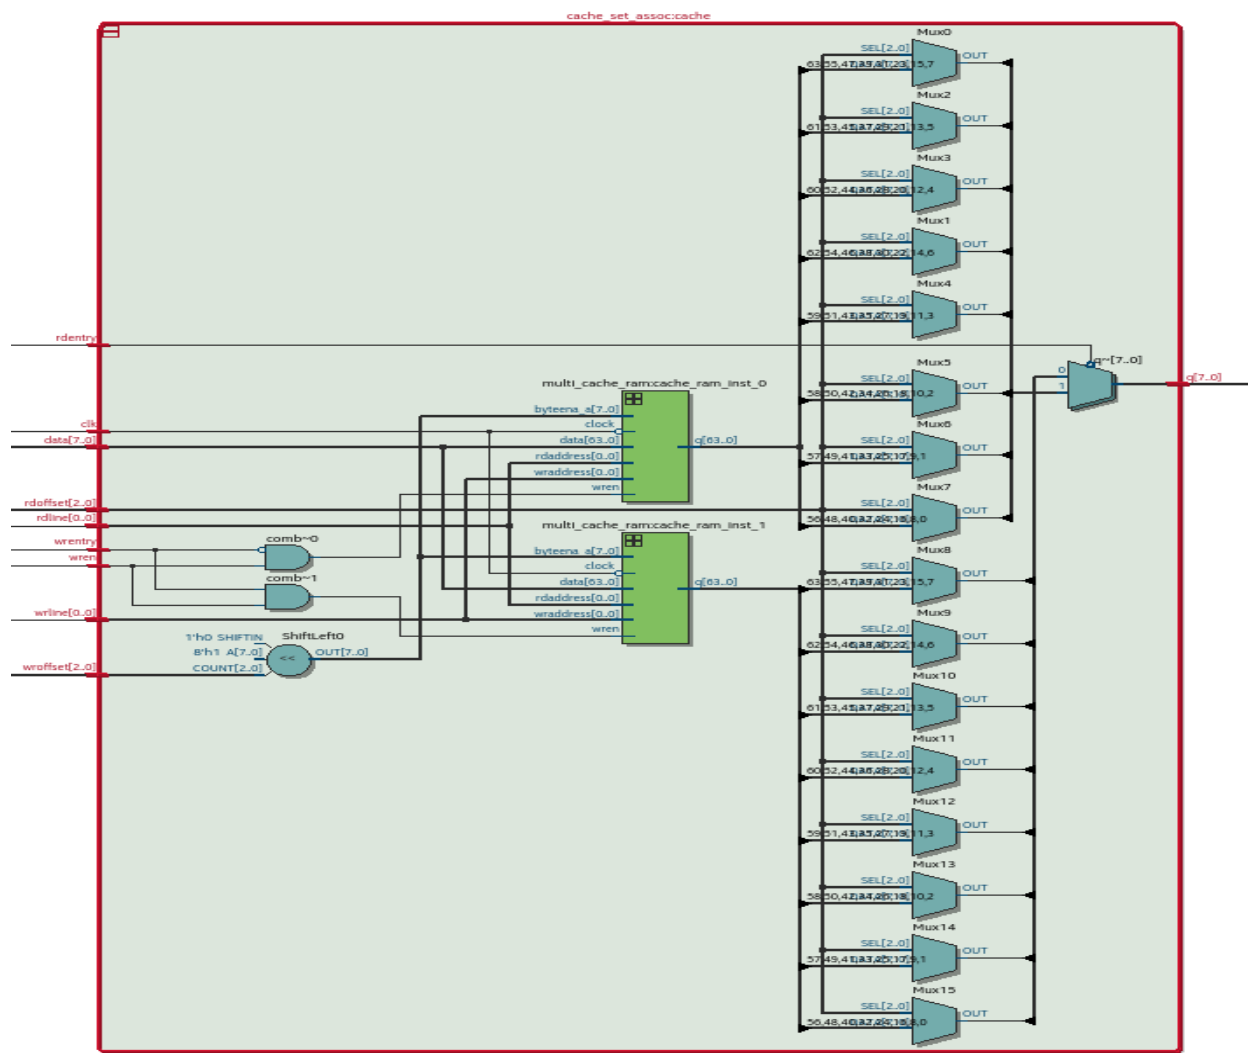 cache_set_assoc:cache
Mux0
SEL[2..0]
OUT
Mux2
SEL[2..0]
OUT
Mux3
SEL[2..0]
OUT
Mux1
SEL[2..0]
OUT
Mux4
SEL[2..0]
OUT
rdentry
q~[7..0]
0
1
q[7..0]
Mux5
SEL[2..0]
OUT
multi_cache_ram:cache_ram_inst_0
byteena_a[7..0]
clock
data[63..0]
rdaddress[0..0]
wraddress[0..0]
wren
q[63..0]
clk
data[7..0]
Mux6
SEL[2..0]
OUT
Mux7
SEL[2..0]
OUT
rdoffset[2..0]
rdline[0..0]
wrentry
wren
comb~0
comb~1
multi_cache_ram:cache_ram_inst_1
byteena_a[7..0]
clock
data[63..0]
rdaddress[0..0]
wraddress[0..0]
wren
q[63..0]
Mux8
SEL[2..0]
OUT
wrline[0..0]
Mux9
SEL[2..0]
OUT
ShiftLeft0
1'h0 SHIFTIN
8'h1 A[7..0]
COUNT[2..0]
<<
OUT[7..0]
wroffset[2..0]
Mux10
SEL[2..0]
OUT
Mux11
SEL[2..0]
OUT
Mux12
SEL[2..0]
OUT
Mux13
SEL[2..0]
OUT
Mux14
SEL[2..0]
OUT
Mux15
SEL[2..0]
OUT